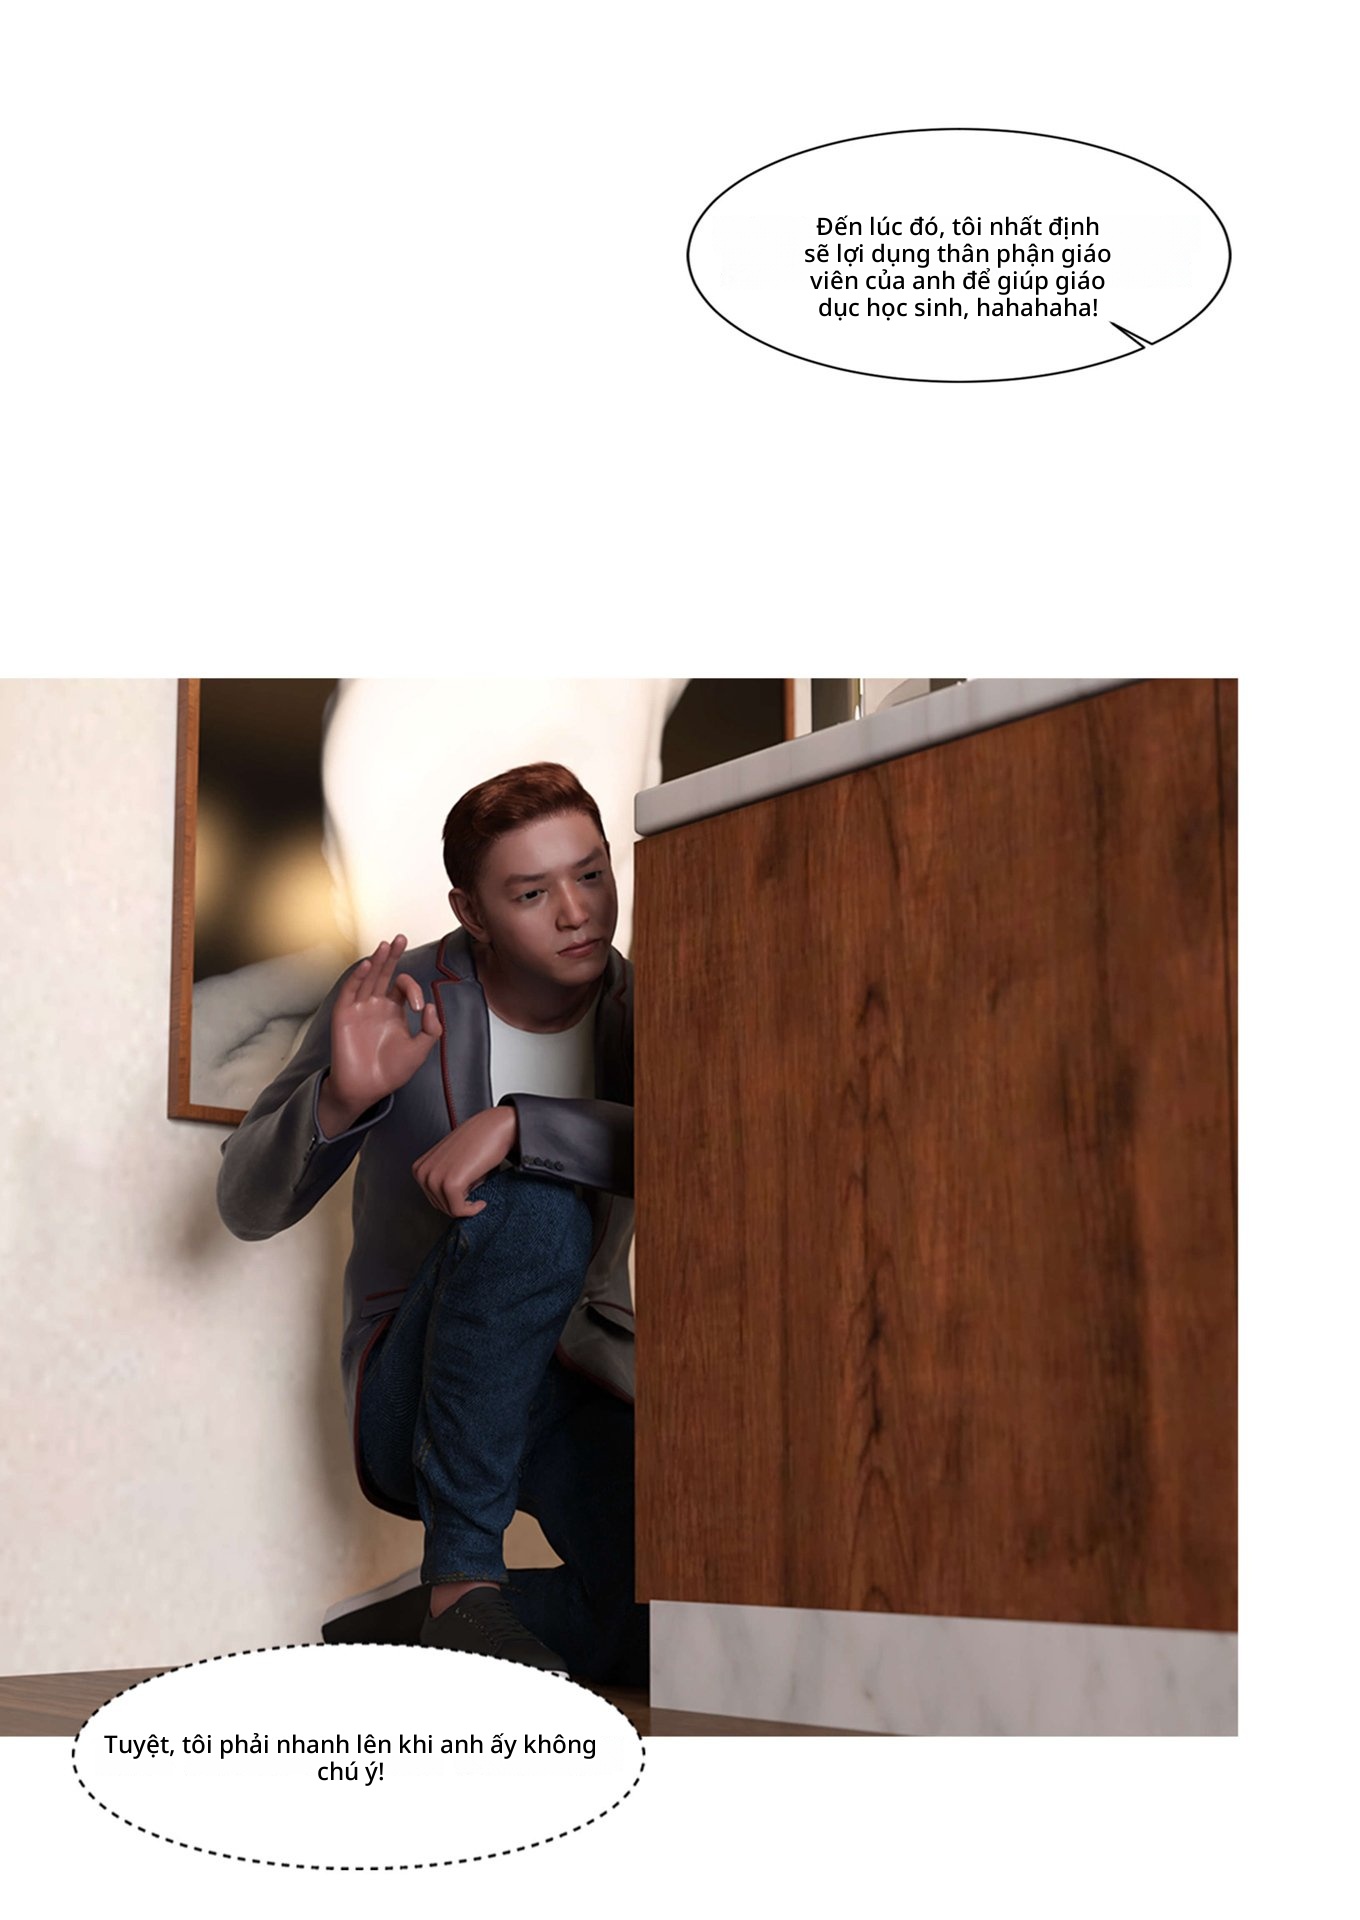 Đến lúc đó, tôi nhất định
sẽ lợi dụng thân phận giáo
viên của anh để giúp giáo
dục học sinh, hahahaha!
Tuyệt, tôi phải nhanh lên khi anh ấy không
chú ý!